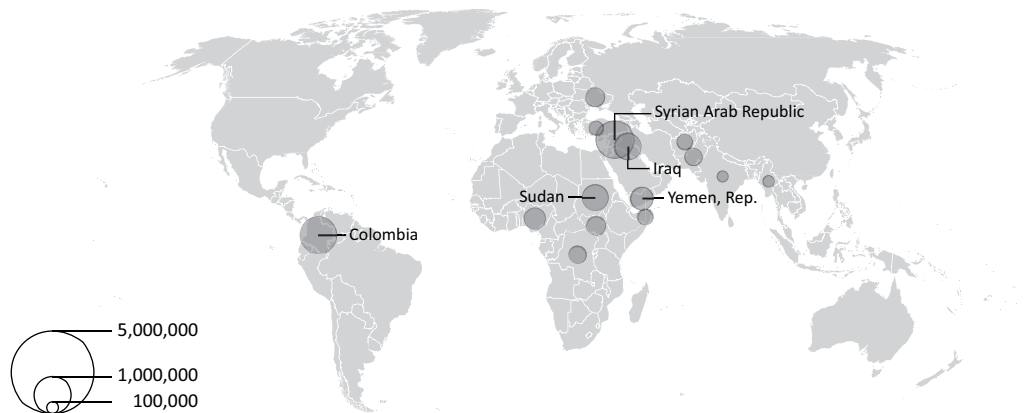 Syrian Arab Republic
Iraq
Sudan
Yemen, Rep.
Colombia
5,000,000
1,000,000
100,000